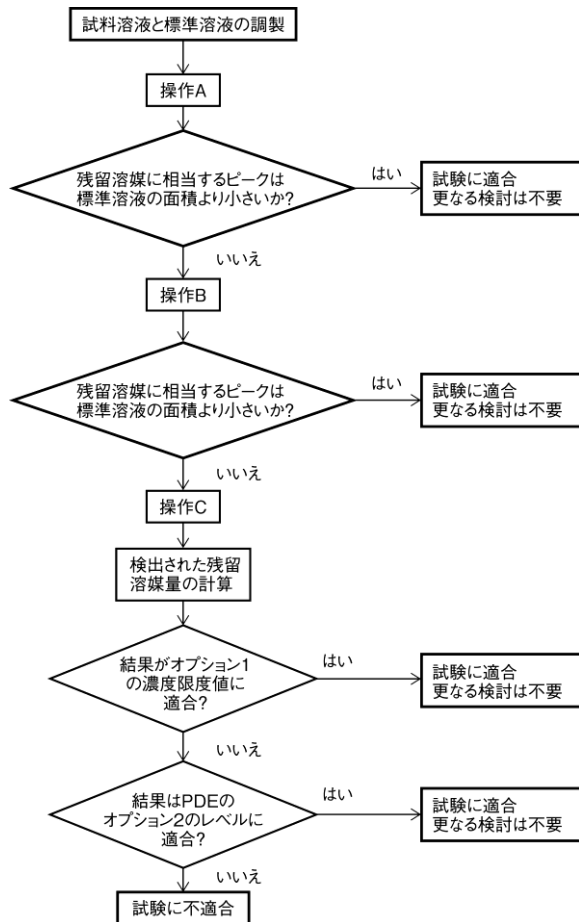 試料溶液と標準溶液の調製
操作A
残留溶媒に相当するピークは
標準溶液の面積より小さいか?
はい
試験に適合
更なる検討は不要
いいえ
操作B
残留溶媒に相当するピークは
標準溶液の面積より小さいか?
はい
試験に適合
更なる検討は不要
いいえ
操作C
検出された残留
溶媒量の計算
結果がオプション1
の濃度限度値に
適合?
はい
試験に適合
更なる検討は不要
いいえ
結果はPDEの
オプション2のレベルに
適合?
はい
試験に適合
更なる検討は不要
いいえ
試験に不適合